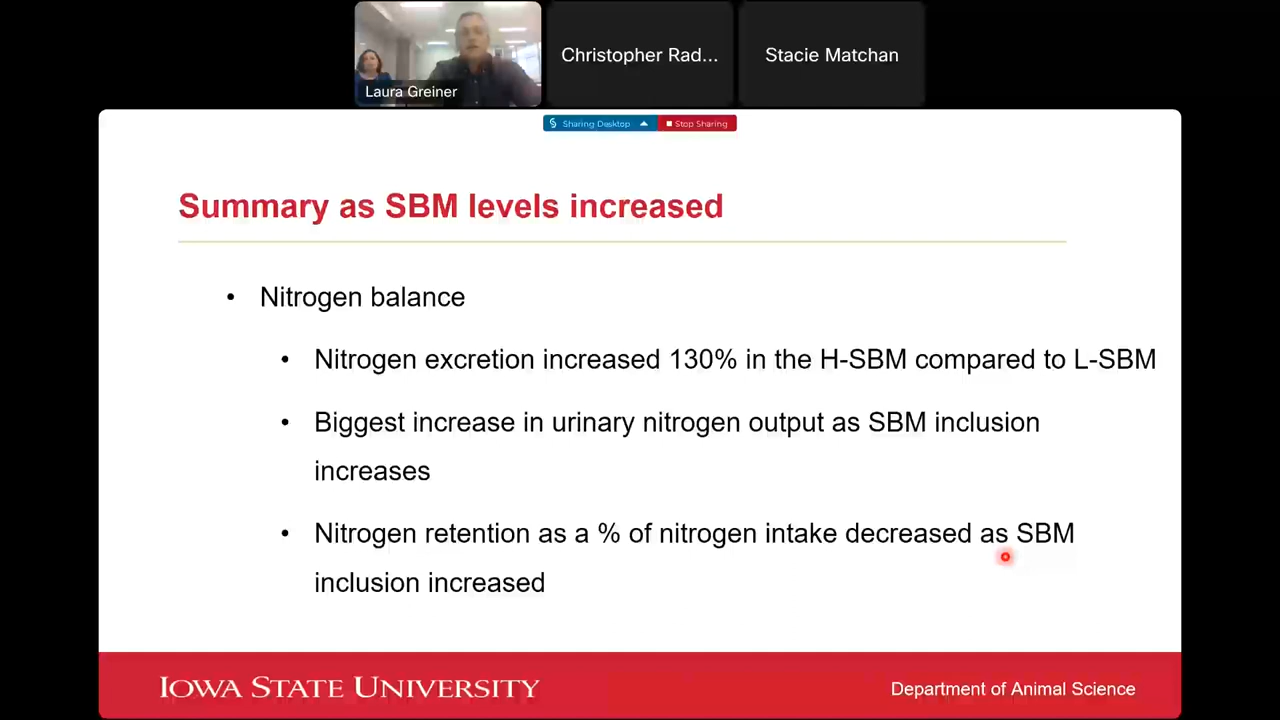 Laura Greiner
Christopher Rad...
Stacie Matchan
Sharing Desktop
Stop Sharing
Summary as SBM levels increased
• Nitrogen balance
• Nitrogen excretion increased 130% in the H-SBM compared to L-SBM
• Biggest increase in urinary nitrogen output as SBM inclusion
increases
• Nitrogen retention as a % of nitrogen intake decreased as SBM
inclusion increased
IOWA STATE UNIVERSITY
Department of Animal Science